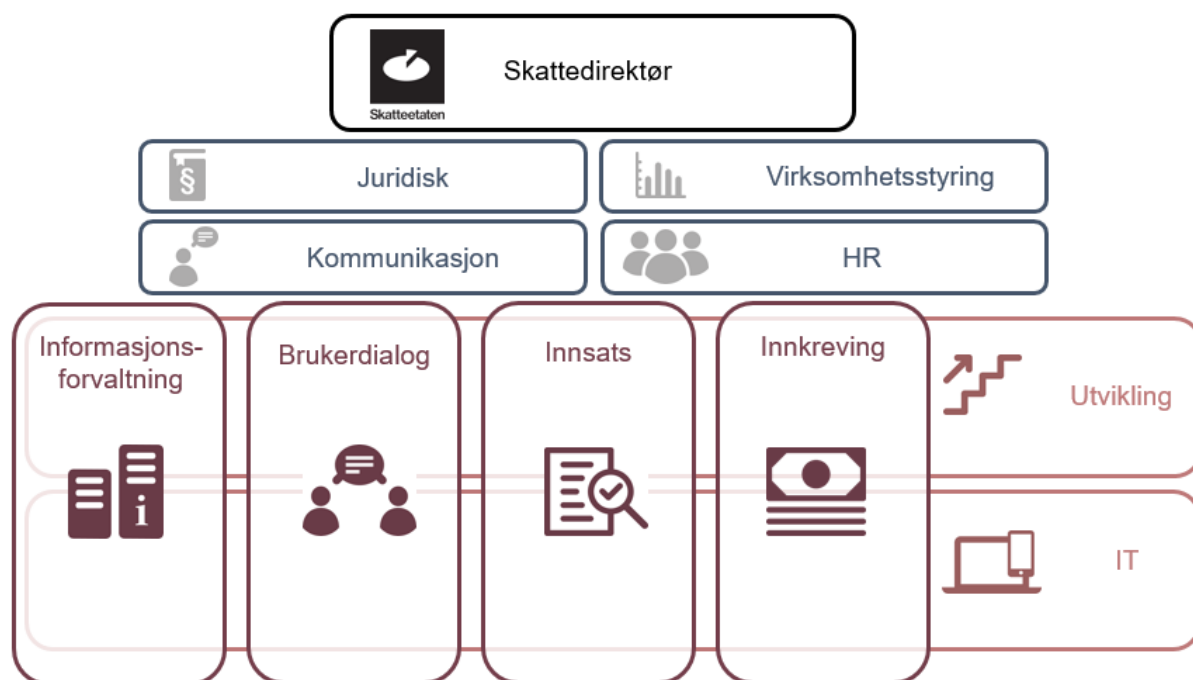 Skattedirektør
Skatteetaten
Juridisk
Virksomhetsstyring
Kommunikasjon
HR
Informasjons-
forvaltning
Brukerdialog
Innsats
Innkreving
Utvikling
IT